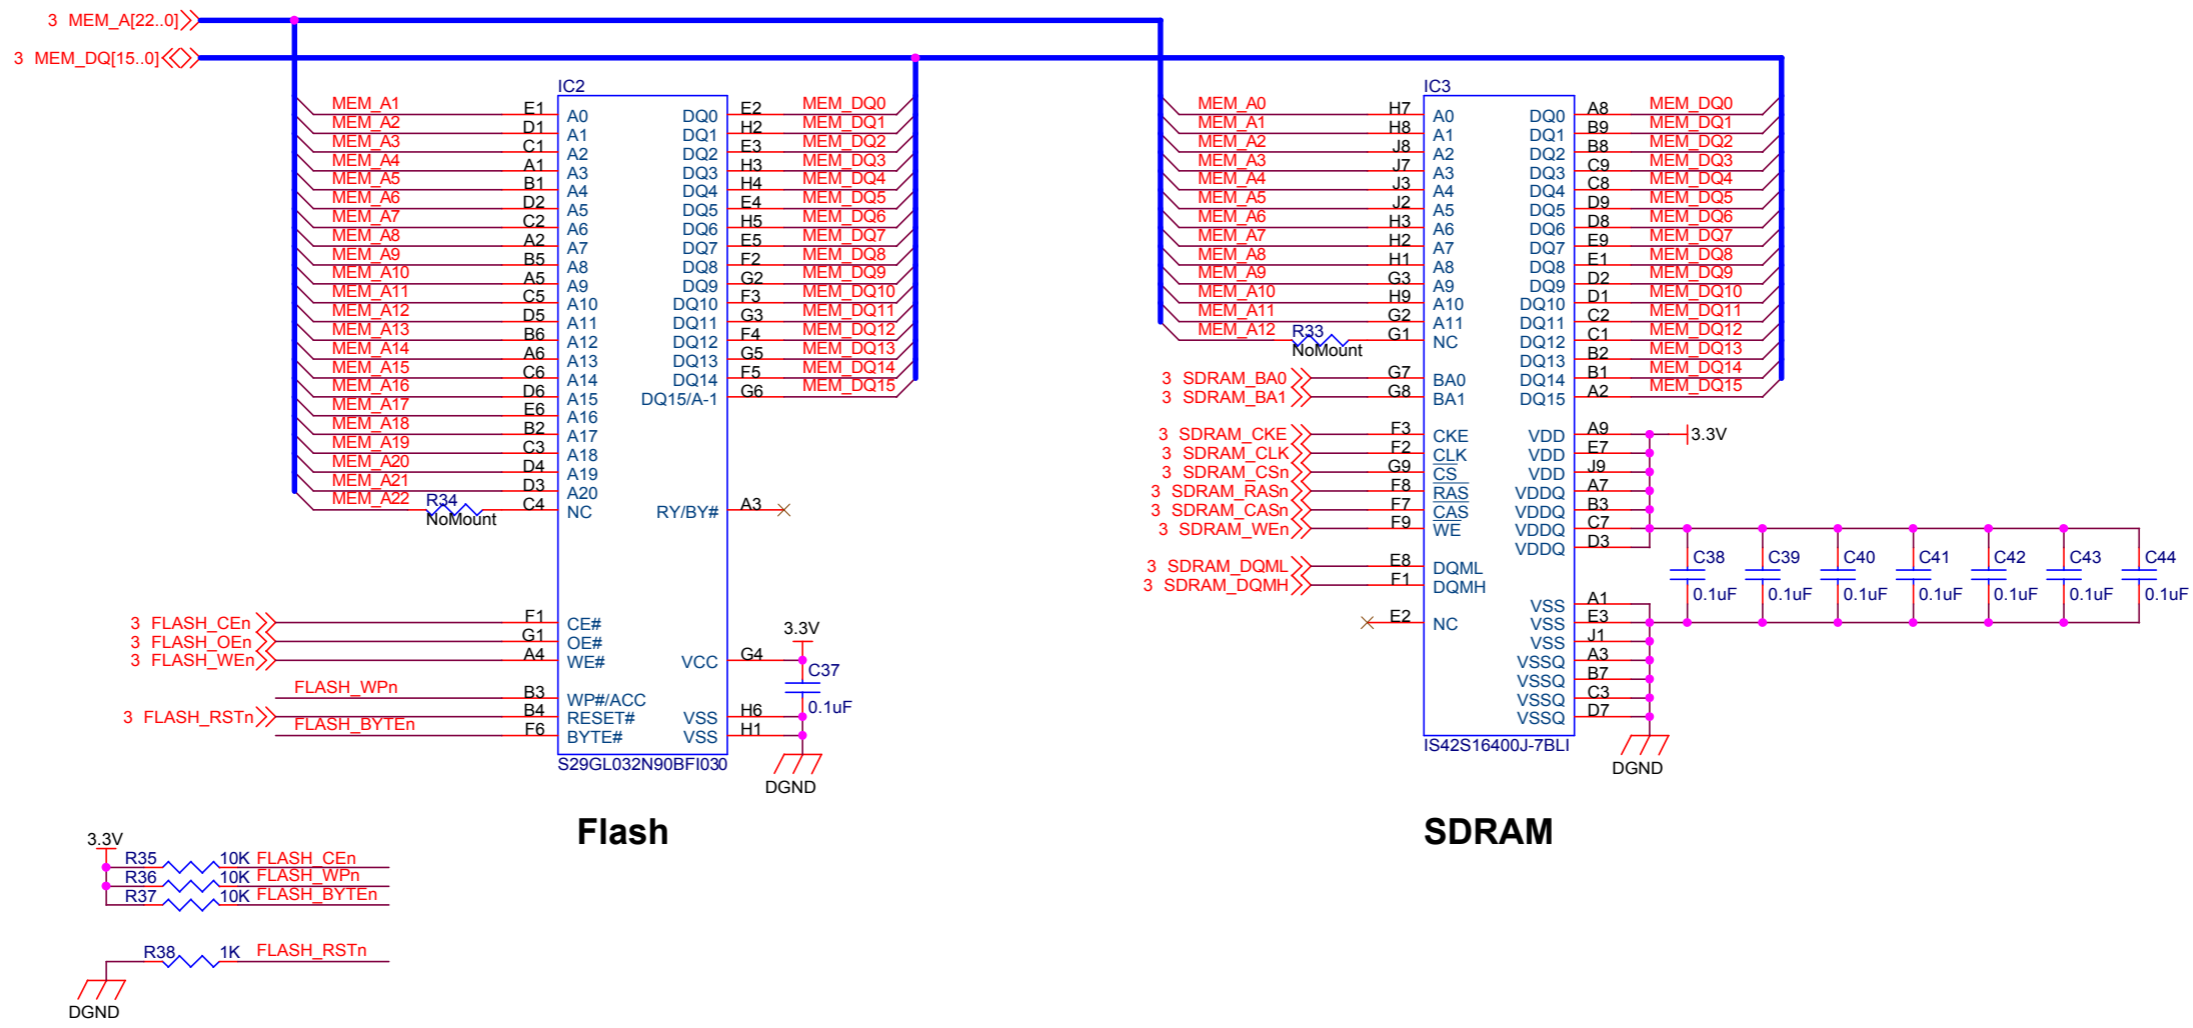 3 MEM_A[22..0]
3 MEM_DQ[15..0]
IC2
MEM_A1 E1 A0 DQ0 E2 MEM_DQ0
MEM_A2 D1 A1 DQ1 H2 MEM_DQ1
MEM_A3 C1 A2 DQ2 E3 MEM_DQ2
MEM_A4 A1 A3 DQ3 H3 MEM_DQ3
MEM_A5 B1 A4 DQ4 H4 MEM_DQ4
MEM_A6 D2 A5 DQ5 E4 MEM_DQ5
MEM_A7 C2 A6 DQ6 H5 MEM_DQ6
MEM_A8 A2 A7 DQ7 E5 MEM_DQ7
MEM_A9 B5 A8 DQ8 F2 MEM_DQ8
MEM_A10 A5 A9 DQ9 G2 MEM_DQ9
MEM_A11 C5 A10 DQ10 F3 MEM_DQ10
MEM_A12 D5 A11 DQ11 G3 MEM_DQ11
MEM_A13 B6 A12 DQ12 F4 MEM_DQ12
MEM_A14 A6 A13 DQ13 G5 MEM_DQ13
MEM_A15 C6 A14 DQ14 F5 MEM_DQ14
MEM_A16 D6 A15 DQ15/A-1 G6 MEM_DQ15
MEM_A17 E6 A16
MEM_A18 B2 A17
MEM_A19 C3 A18
MEM_A20 D4 A19
MEM_A21 D3 A20
MEM_A22 R34 NoMount C4 NC RY/BY# A3
3 FLASH_CEn F1 CE#
3 FLASH_OEn G1 OE#
3 FLASH_WEn A4 WE# VCC G4 3.3V
C37
0.1uF
FLASH_WPn B3 WP#/ACC
3 FLASH_RSTn B4 RESET# VSS H6
FLASH_BYTEn F6 BYTE# VSS H1
S29GL032N90BFI030
DGND
Flash
IC3
MEM_A0 H7 A0 DQ0 A8 MEM_DQ0
MEM_A1 H8 A1 DQ1 B9 MEM_DQ1
MEM_A2 J8 A2 DQ2 B8 MEM_DQ2
MEM_A3 J7 A3 DQ3 C9 MEM_DQ3
MEM_A4 J3 A4 DQ4 C8 MEM_DQ4
MEM_A5 J2 A5 DQ5 D9 MEM_DQ5
MEM_A6 H3 A6 DQ6 D8 MEM_DQ6
MEM_A7 H2 A7 DQ7 E9 MEM_DQ7
MEM_A8 H1 A8 DQ8 E1 MEM_DQ8
MEM_A9 G3 A9 DQ9 D2 MEM_DQ9
MEM_A10 H9 A10 DQ10 D1 MEM_DQ10
MEM_A11 G2 A11 DQ11 C2 MEM_DQ11
MEM_A12 R33 NoMount G1 NC DQ12 C1 MEM_DQ12
DQ13 B2 MEM_DQ13
3 SDRAM_BA0 G7 BA0 DQ14 B1 MEM_DQ14
3 SDRAM_BA1 G8 BA1 DQ15 A2 MEM_DQ15
3 SDRAM_CKE F3 CKE VDD A9 3.3V
3 SDRAM_CLK F2 CLK VDD E7
3 SDRAM_CSn G9 CS VDD J9
3 SDRAM_RASn F8 RAS VDDQ A7
3 SDRAM_CASn F7 CAS VDDQ B3
3 SDRAM_WEn F9 WE VDDQ C7
VDDQ D3
3 SDRAM_DQML E8 DQML
3 SDRAM_DQMH F1 DQMH
C38 C39 C40 C41 C42 C43 C44
0.1uF 0.1uF 0.1uF 0.1uF 0.1uF 0.1uF 0.1uF
VSS A1
E2 NC VSS E3
VSS J1
VSSQ A3
VSSQ B7
VSSQ C3
VSSQ D7
IS42S16400J-7BLI
DGND
SDRAM
3.3V
R35 10K FLASH_CEn
R36 10K FLASH_WPn
R37 10K FLASH_BYTEn
R38 1K FLASH_RSTn
DGND